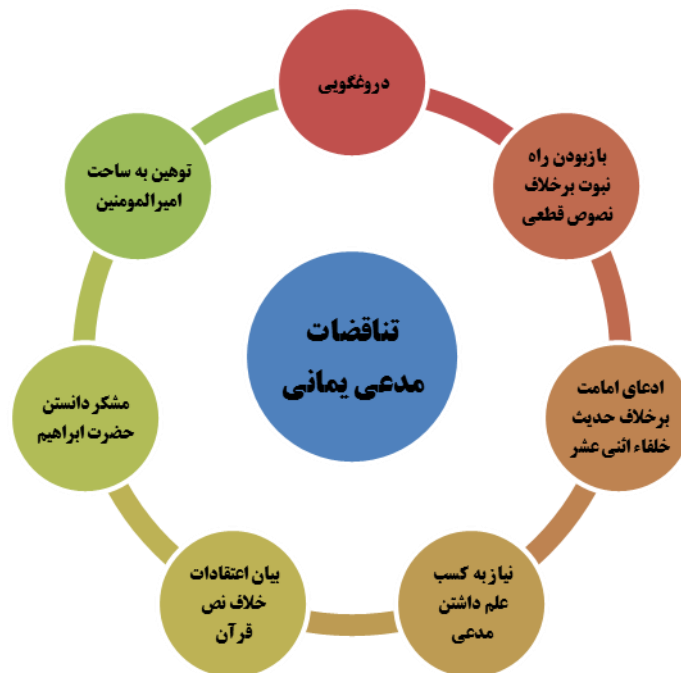 تناقضات
مدعی یمانی
دروغگویی
بازبودن راه
نبوت برخلاف
نصوص قطعی
ادعای امامت
برخلاف حدیث
خلفاء اثنی عشر
نیاز به کسب
علم داشتن
مدعی
بیان اعتقادات
خلاف نص
قرآن
مشکر دانستن
حضرت ابراهیم
توهین به ساحت
امیرالمومنین